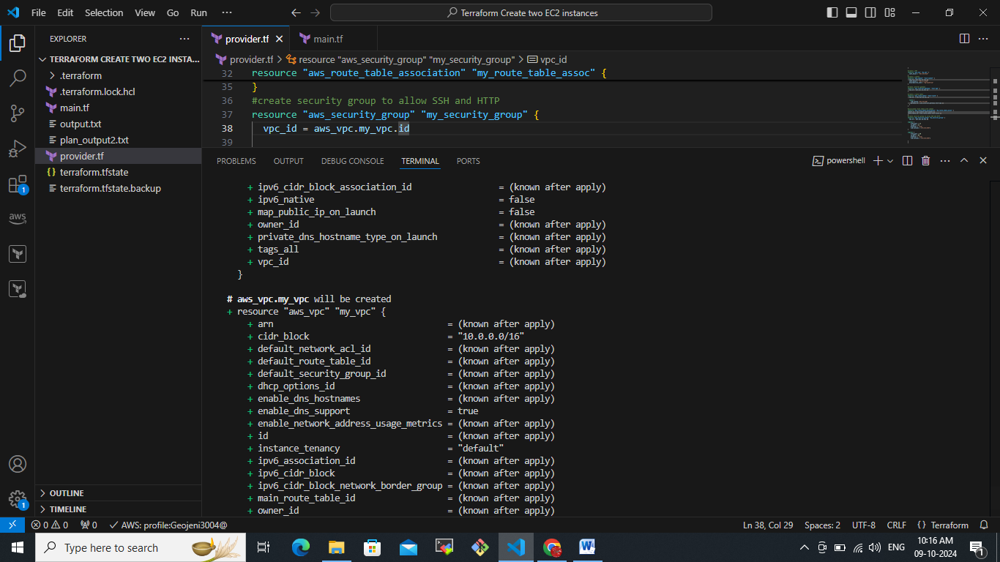 File Edit Selection View Go Run ··· Terraform Create two EC2 instances
EXPLORER ···
TERRAFORM CREATE TWO EC2 INSTA...
.terraform
.terraform.lock.hcl
main.tf
output.txt
plan_output2.txt
provider.tf
terraform.tfstate
terraform.tfstate.backup
OUTLINE
TIMELINE
1
aws
1
provider.tf main.tf
provider.tf > resource "aws_security_group" "my_security_group" > vpc_id
32 resource "aws_route_table_association" "my_route_table_assoc" {
35 }
36 #create security group to allow SSH and HTTP
37 resource "aws_security_group" "my_security_group" {
38 vpc_id = aws_vpc.my_vpc.id
39
PROBLEMS OUTPUT DEBUG CONSOLE TERMINAL PORTS powershell
+ ipv6_cidr_block_association_id = (known after apply)
+ ipv6_native = false
+ map_public_ip_on_launch = false
+ owner_id = (known after apply)
+ private_dns_hostname_type_on_launch = (known after apply)
+ tags_all = (known after apply)
+ vpc_id = (known after apply)
}
# aws_vpc.my_vpc will be created
+ resource "aws_vpc" "my_vpc" {
+ arn = (known after apply)
+ cidr_block = "10.0.0.0/16"
+ default_network_acl_id = (known after apply)
+ default_route_table_id = (known after apply)
+ default_security_group_id = (known after apply)
+ dhcp_options_id = (known after apply)
+ enable_dns_hostnames = (known after apply)
+ enable_dns_support = true
+ enable_network_address_usage_metrics = (known after apply)
+ id = (known after apply)
+ instance_tenancy = "default"
+ ipv6_association_id = (known after apply)
+ ipv6_cidr_block = (known after apply)
+ ipv6_cidr_block_network_border_group = (known after apply)
+ main_route_table_id = (known after apply)
+ owner_id = (known after apply)
0 0 0 AWS: profile:Geojeni3004@ Ln 38, Col 29 Spaces: 2 UTF-8 CRLF {} Terraform
Type here to search ENG 10:16 AM
09-10-2024 1